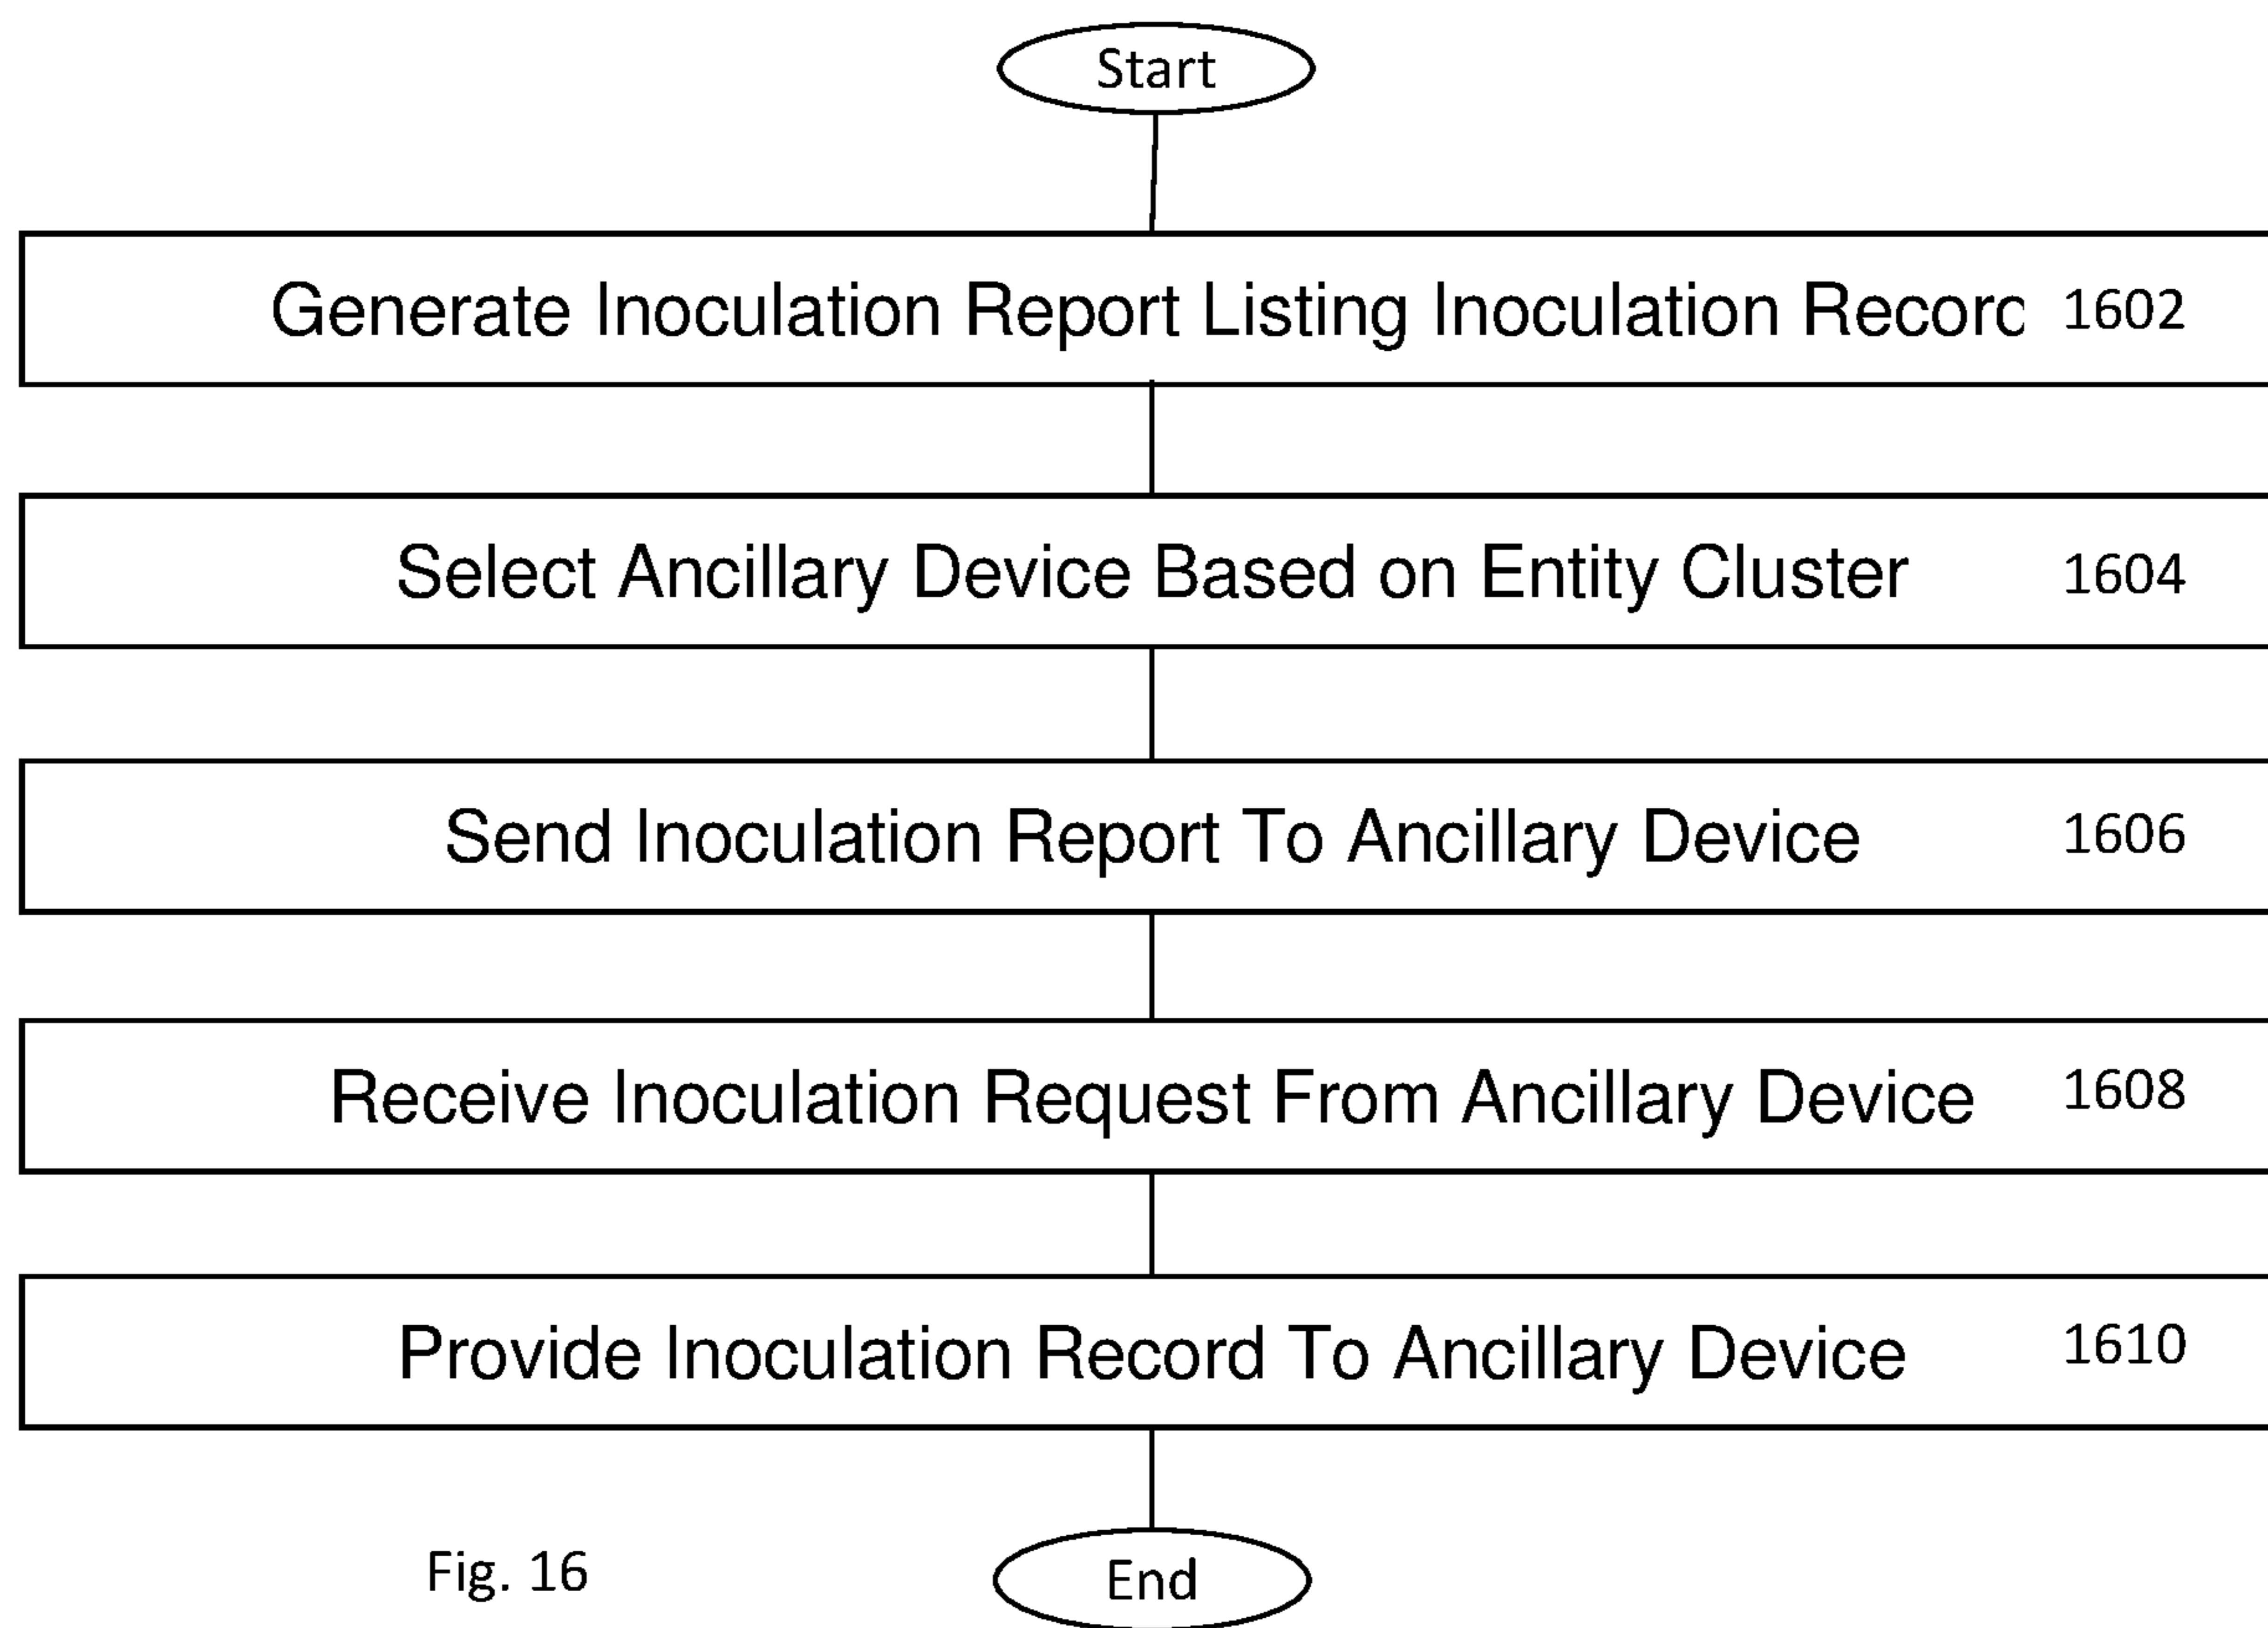 Start
Generate Inoculation Report Listing Inoculation Record 1602
Select Ancillary Device Based on Entity Cluster 1604
Send Inoculation Report To Ancillary Device 1606
Receive Inoculation Request From Ancillary Device 1608
Provide Inoculation Record To Ancillary Device 1610
Fig. 16
End